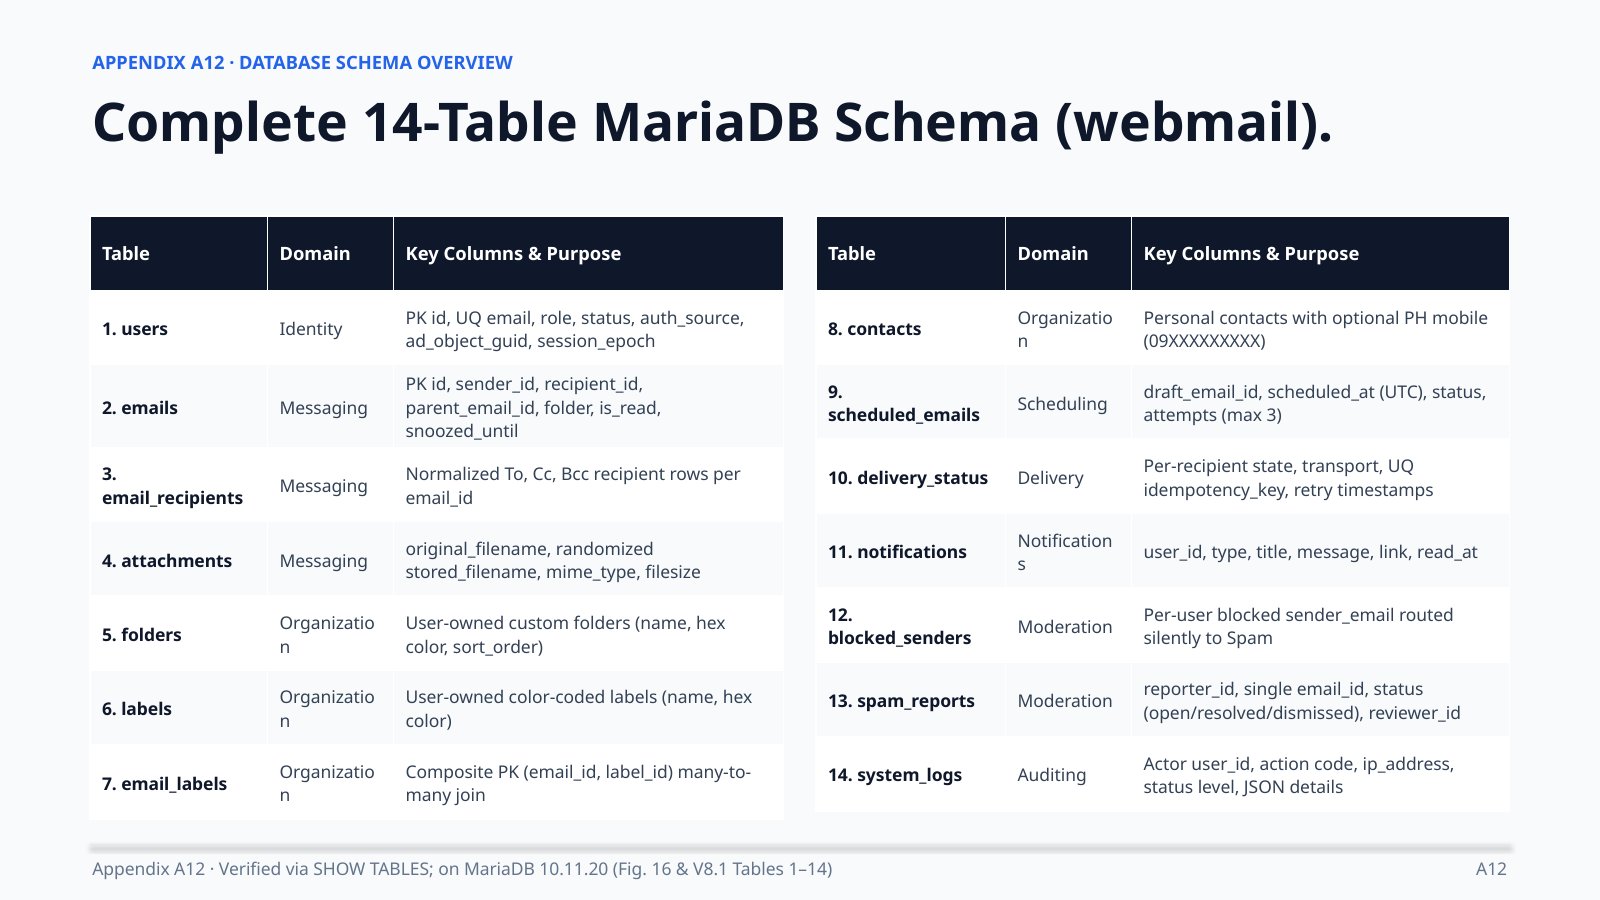 APPENDIX A12 · DATABASE SCHEMA OVERVIEW
Complete 14-Table MariaDB Schema (webmail).
Table
Domain
Key Columns & Purpose
1. users
Identity
PK id, UQ email, role, status, auth_source,
ad_object_guid, session_epoch
2. emails
Messaging
PK id, sender_id, recipient_id,
parent_email_id, folder, is_read,
snoozed_until
3.
email_recipients
Messaging
Normalized To, Cc, Bcc recipient rows per
email_id
4. attachments
Messaging
original_filename, randomized
stored_filename, mime_type, filesize
5. folders
Organizatio
n
User-owned custom folders (name, hex
color, sort_order)
6. labels
Organizatio
n
User-owned color-coded labels (name, hex
color)
7. email_labels
Organizatio
n
Composite PK (email_id, label_id) many-to-
many join
Table
Domain
Key Columns & Purpose
8. contacts
Organizatio
n
Personal contacts with optional PH mobile
(09XXXXXXXXX)
9.
scheduled_emails
Scheduling
draft_email_id, scheduled_at (UTC), status,
attempts (max 3)
10. delivery_status
Delivery
Per-recipient state, transport, UQ
idempotency_key, retry timestamps
11. notifications
Notification
s
user_id, type, title, message, link, read_at
12.
blocked_senders
Moderation
Per-user blocked sender_email routed
silently to Spam
13. spam_reports
Moderation
reporter_id, single email_id, status
(open/resolved/dismissed), reviewer_id
14. system_logs
Auditing
Actor user_id, action code, ip_address,
status level, JSON details
Appendix A12 · Verified via SHOW TABLES; on MariaDB 10.11.20 (Fig. 16 & V8.1 Tables 1–14)
A12